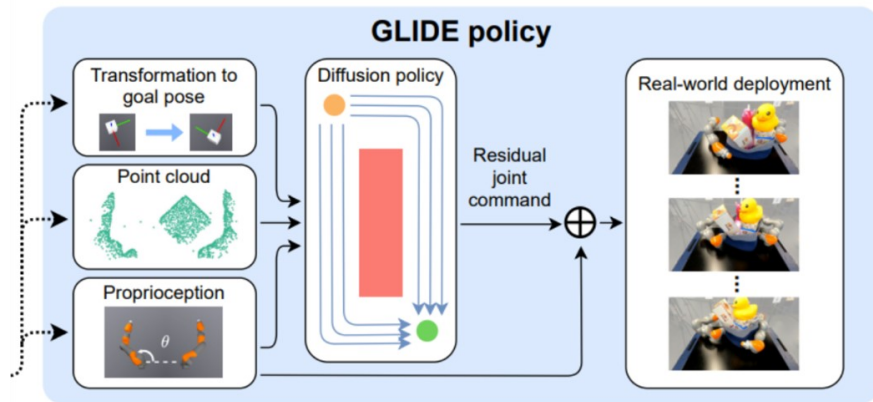 GLIDE policy
Transformation to
goal pose
Point cloud
Proprioception
θ
Diffusion policy
Residual
joint
command
Real-world deployment